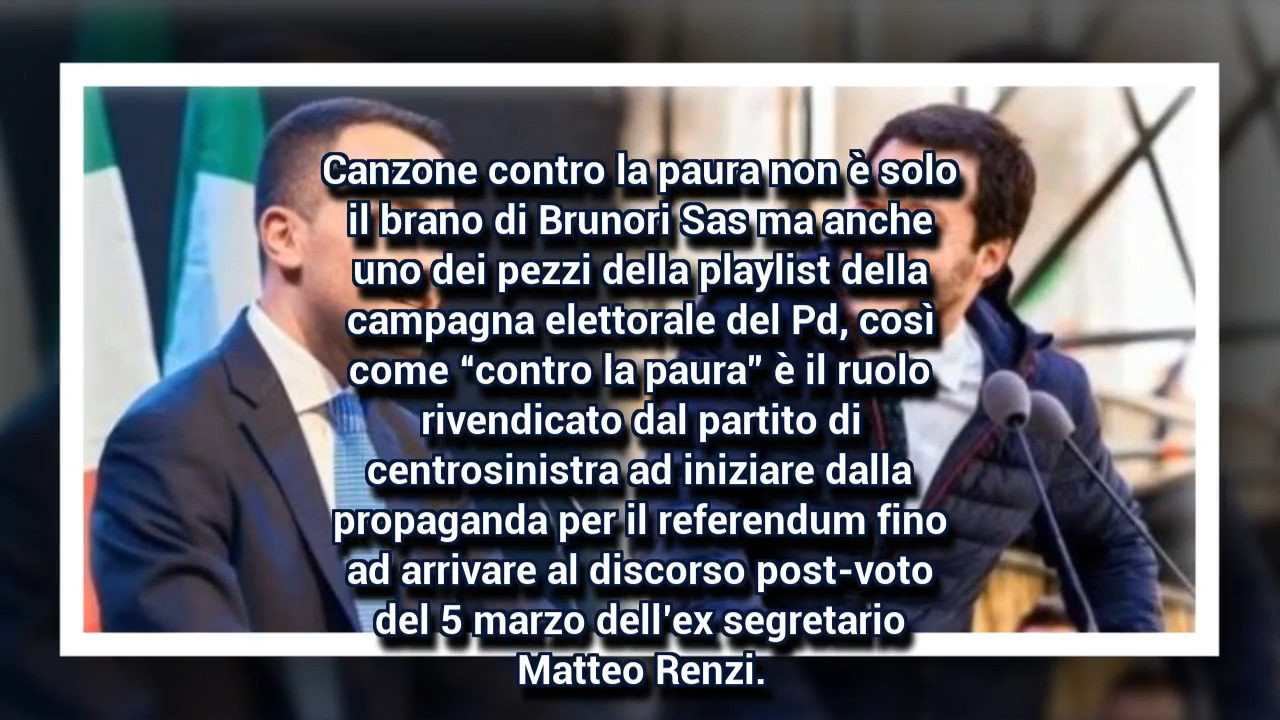 Canzone contro la paura non è solo
il brano di Brunori Sas ma anche
uno dei pezzi della playlist della
campagna elettorale del Pd, così
come “contro la paura” è il ruolo
rivendicato dal partito di
centrosinistra ad iniziare dalla
propaganda per il referendum fino
ad arrivare al discorso post-voto
del 5 marzo dell'ex segretario
Matteo Renzi.